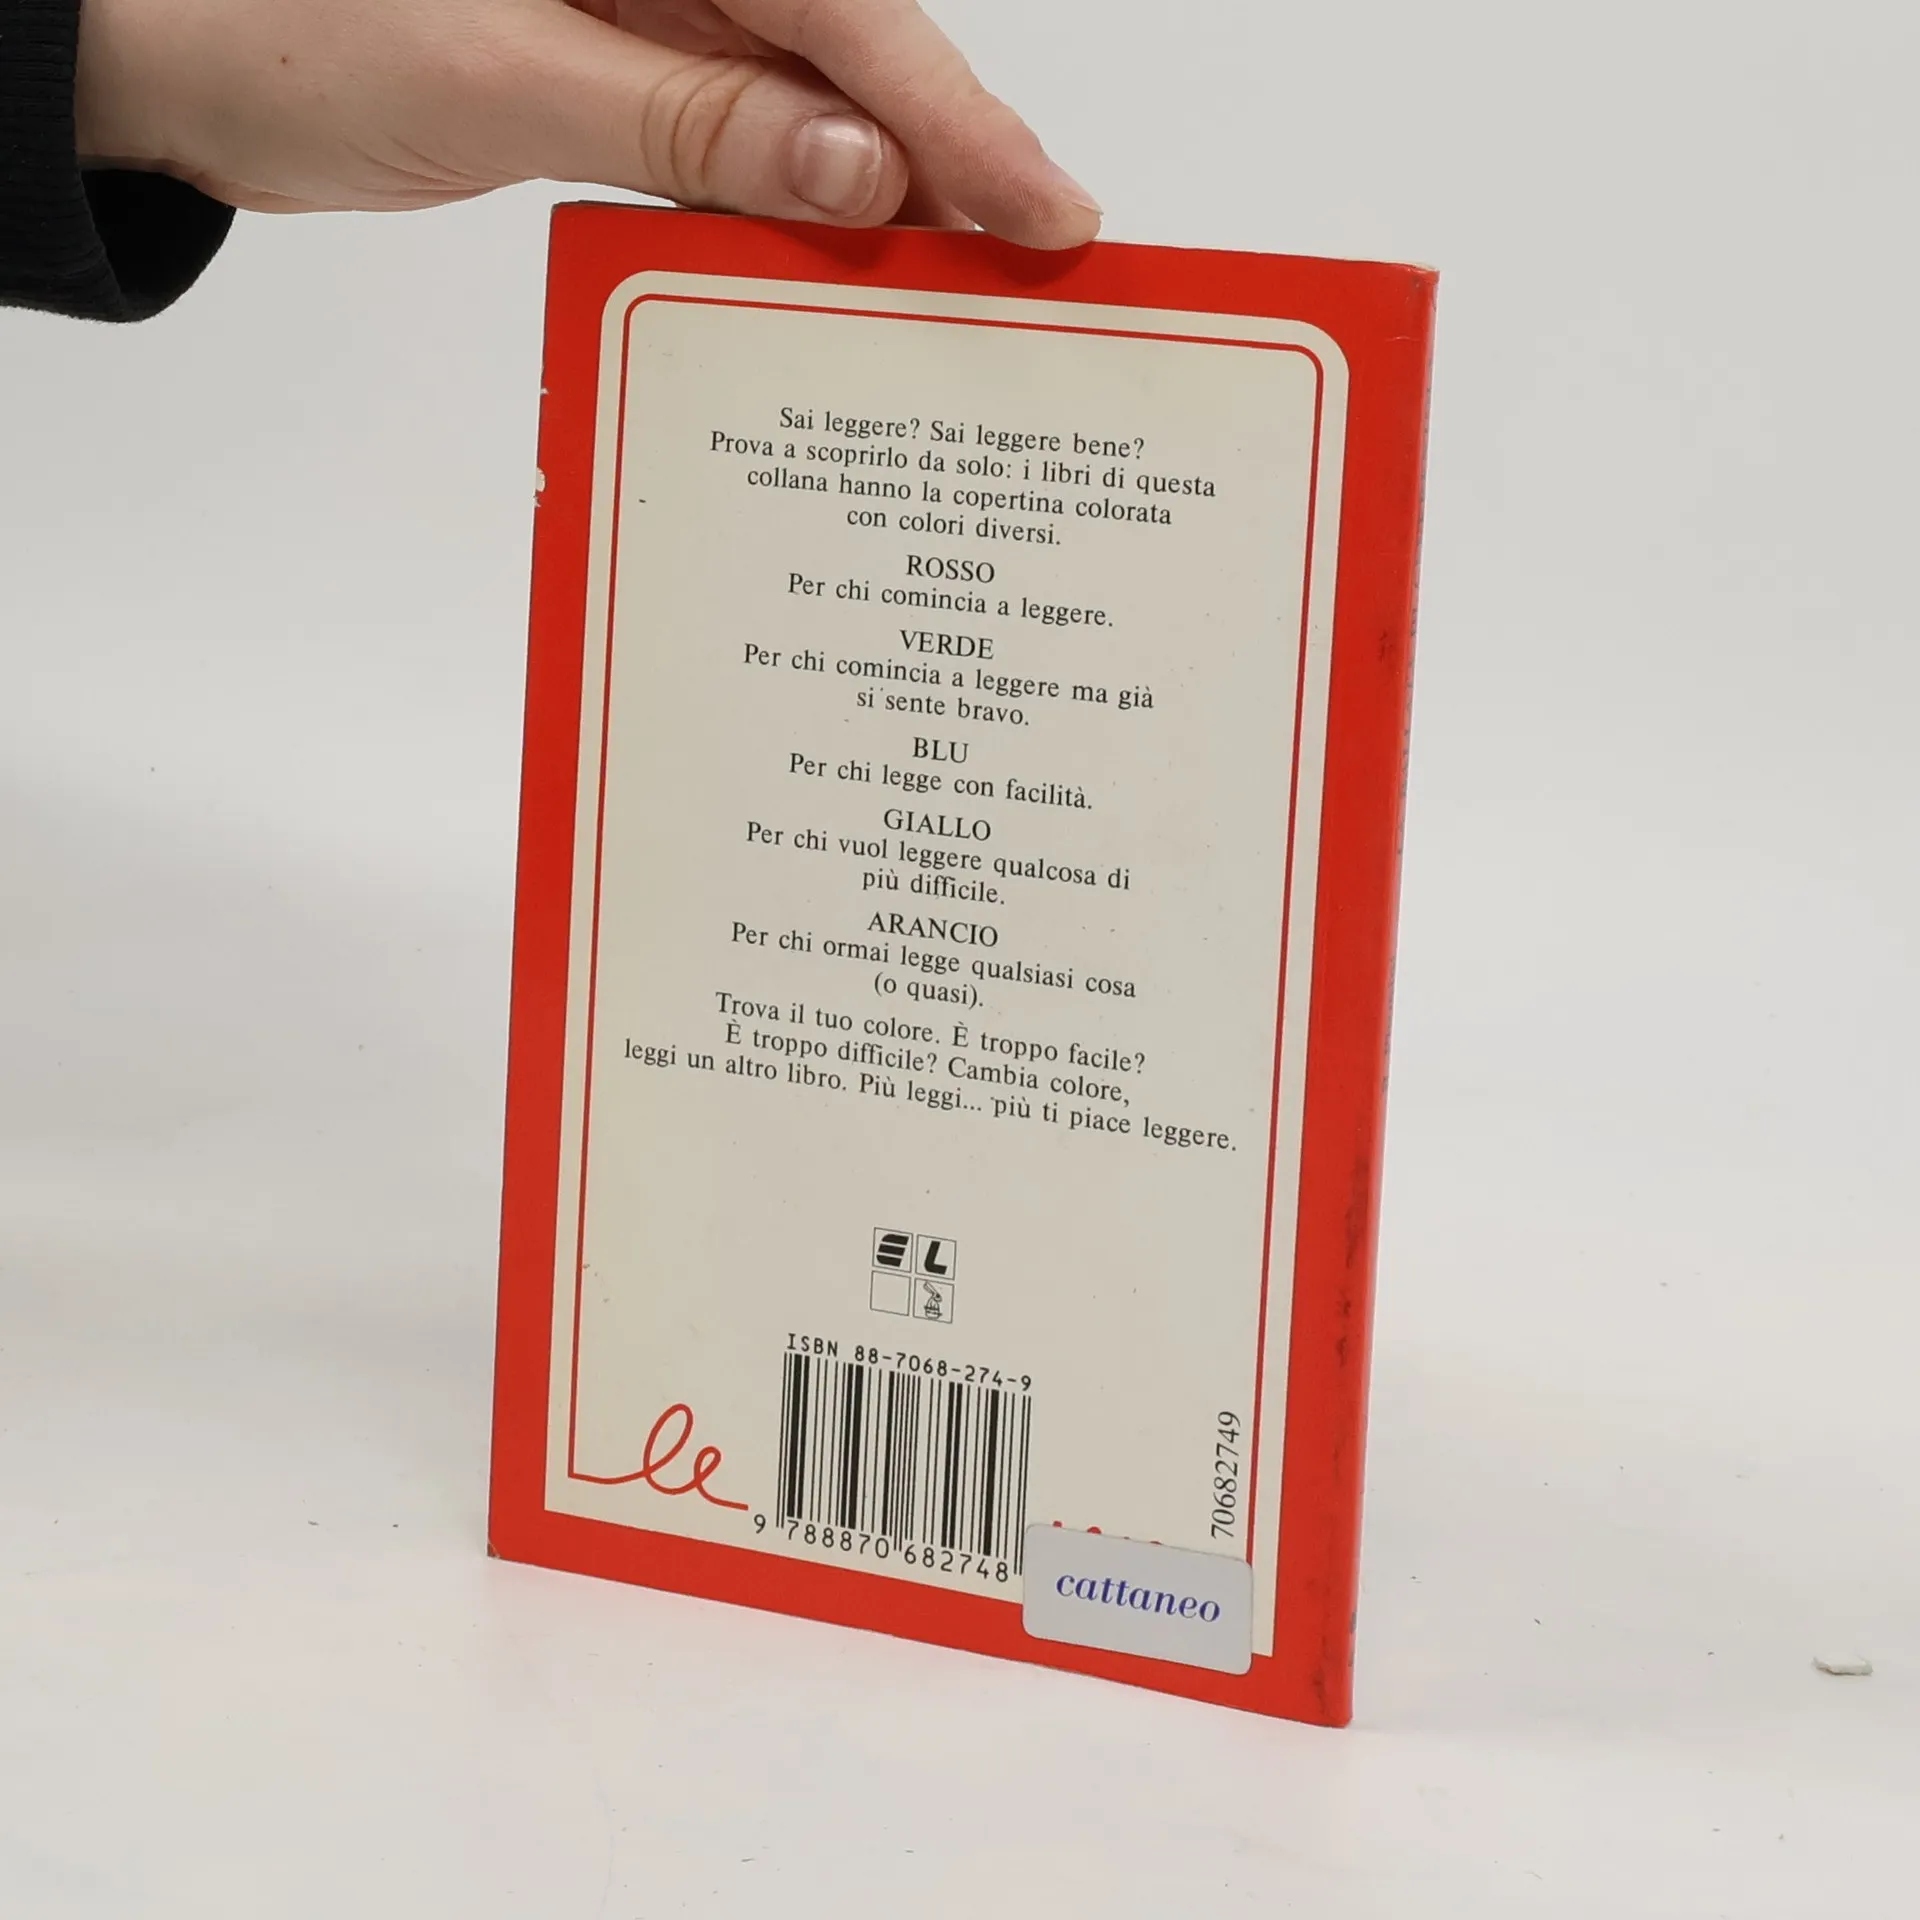 Sai leggere? Sai leggere bene?
Prova a scoprirlo da solo: i libri di questa
collana hanno la copertina colorata
con colori diversi.
ROSSO
Per chi comincia a leggere.
VERDE
Per chi comincia a leggere ma già
si sente bravo.
BLU
Per chi legge con facilità.
GIALLO
Per chi vuol leggere qualcosa di
più difficile.
ARANCIO
Per chi ormai legge qualsiasi cosa
(o quasi).
Trova il tuo colore. È troppo facile?
È troppo difficile? Cambia colore,
leggi un altro libro. Più leggi... più ti piace leggere.
EL
ISBN 88-7068-274-9
le
9 788870 682748
70682749
cattaneo